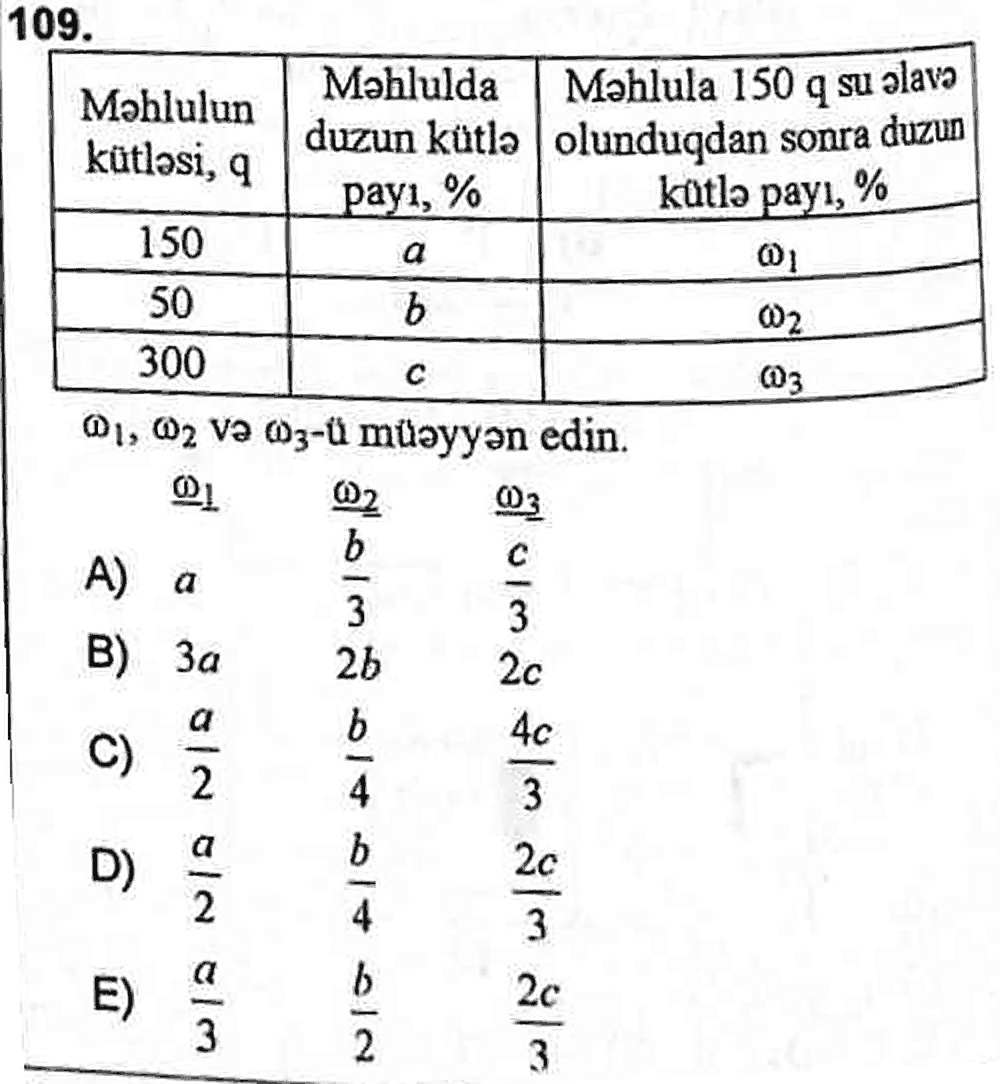 109.
Məhlulun kütləsi, q | Məhlulda duzun kütlə payı, % | Məhlula 150 q su əlavə olunduqdan sonra duzun kütlə payı, %
150 | a | ω₁
50 | b | ω₂
300 | c | ω₃
ω₁, ω₂ və ω₃-ü müəyyən edin.
ω₁ ω₂ ω₃
A) a b/3 c/3
B) 3a 2b 2c
C) a/2 b/4 4c/3
D) a/2 b/4 2c/3
E) a/3 b/2 2c/3